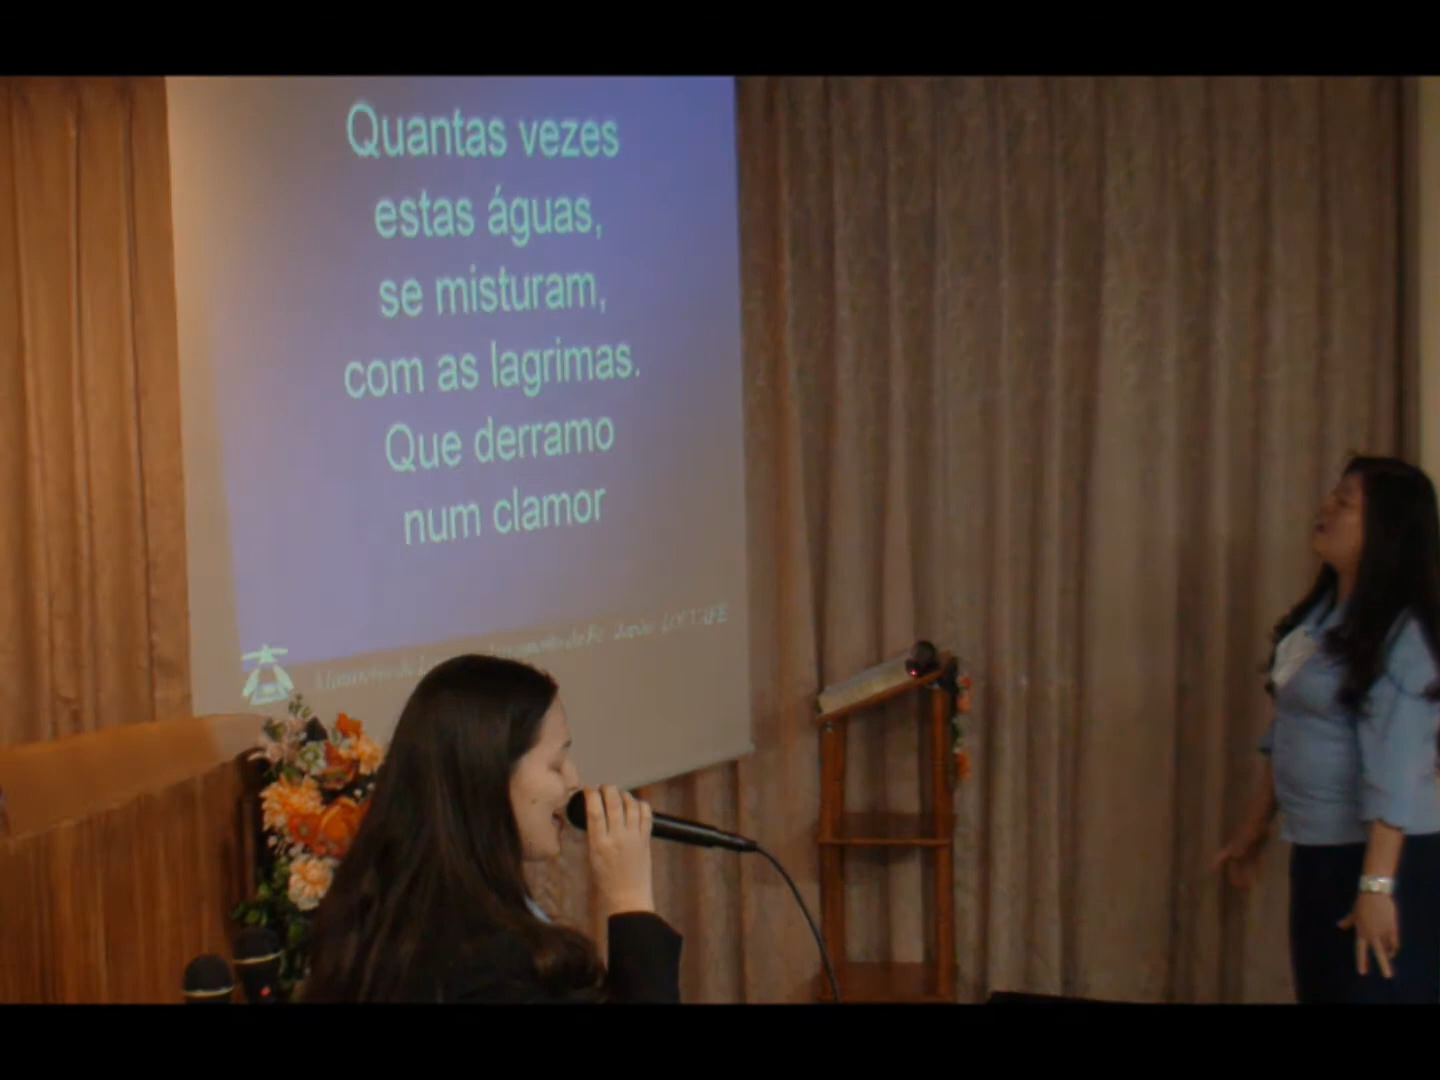 Quantas vezes
estas águas,
se misturam,
com as lagrimas.
Que derramo
num clamor